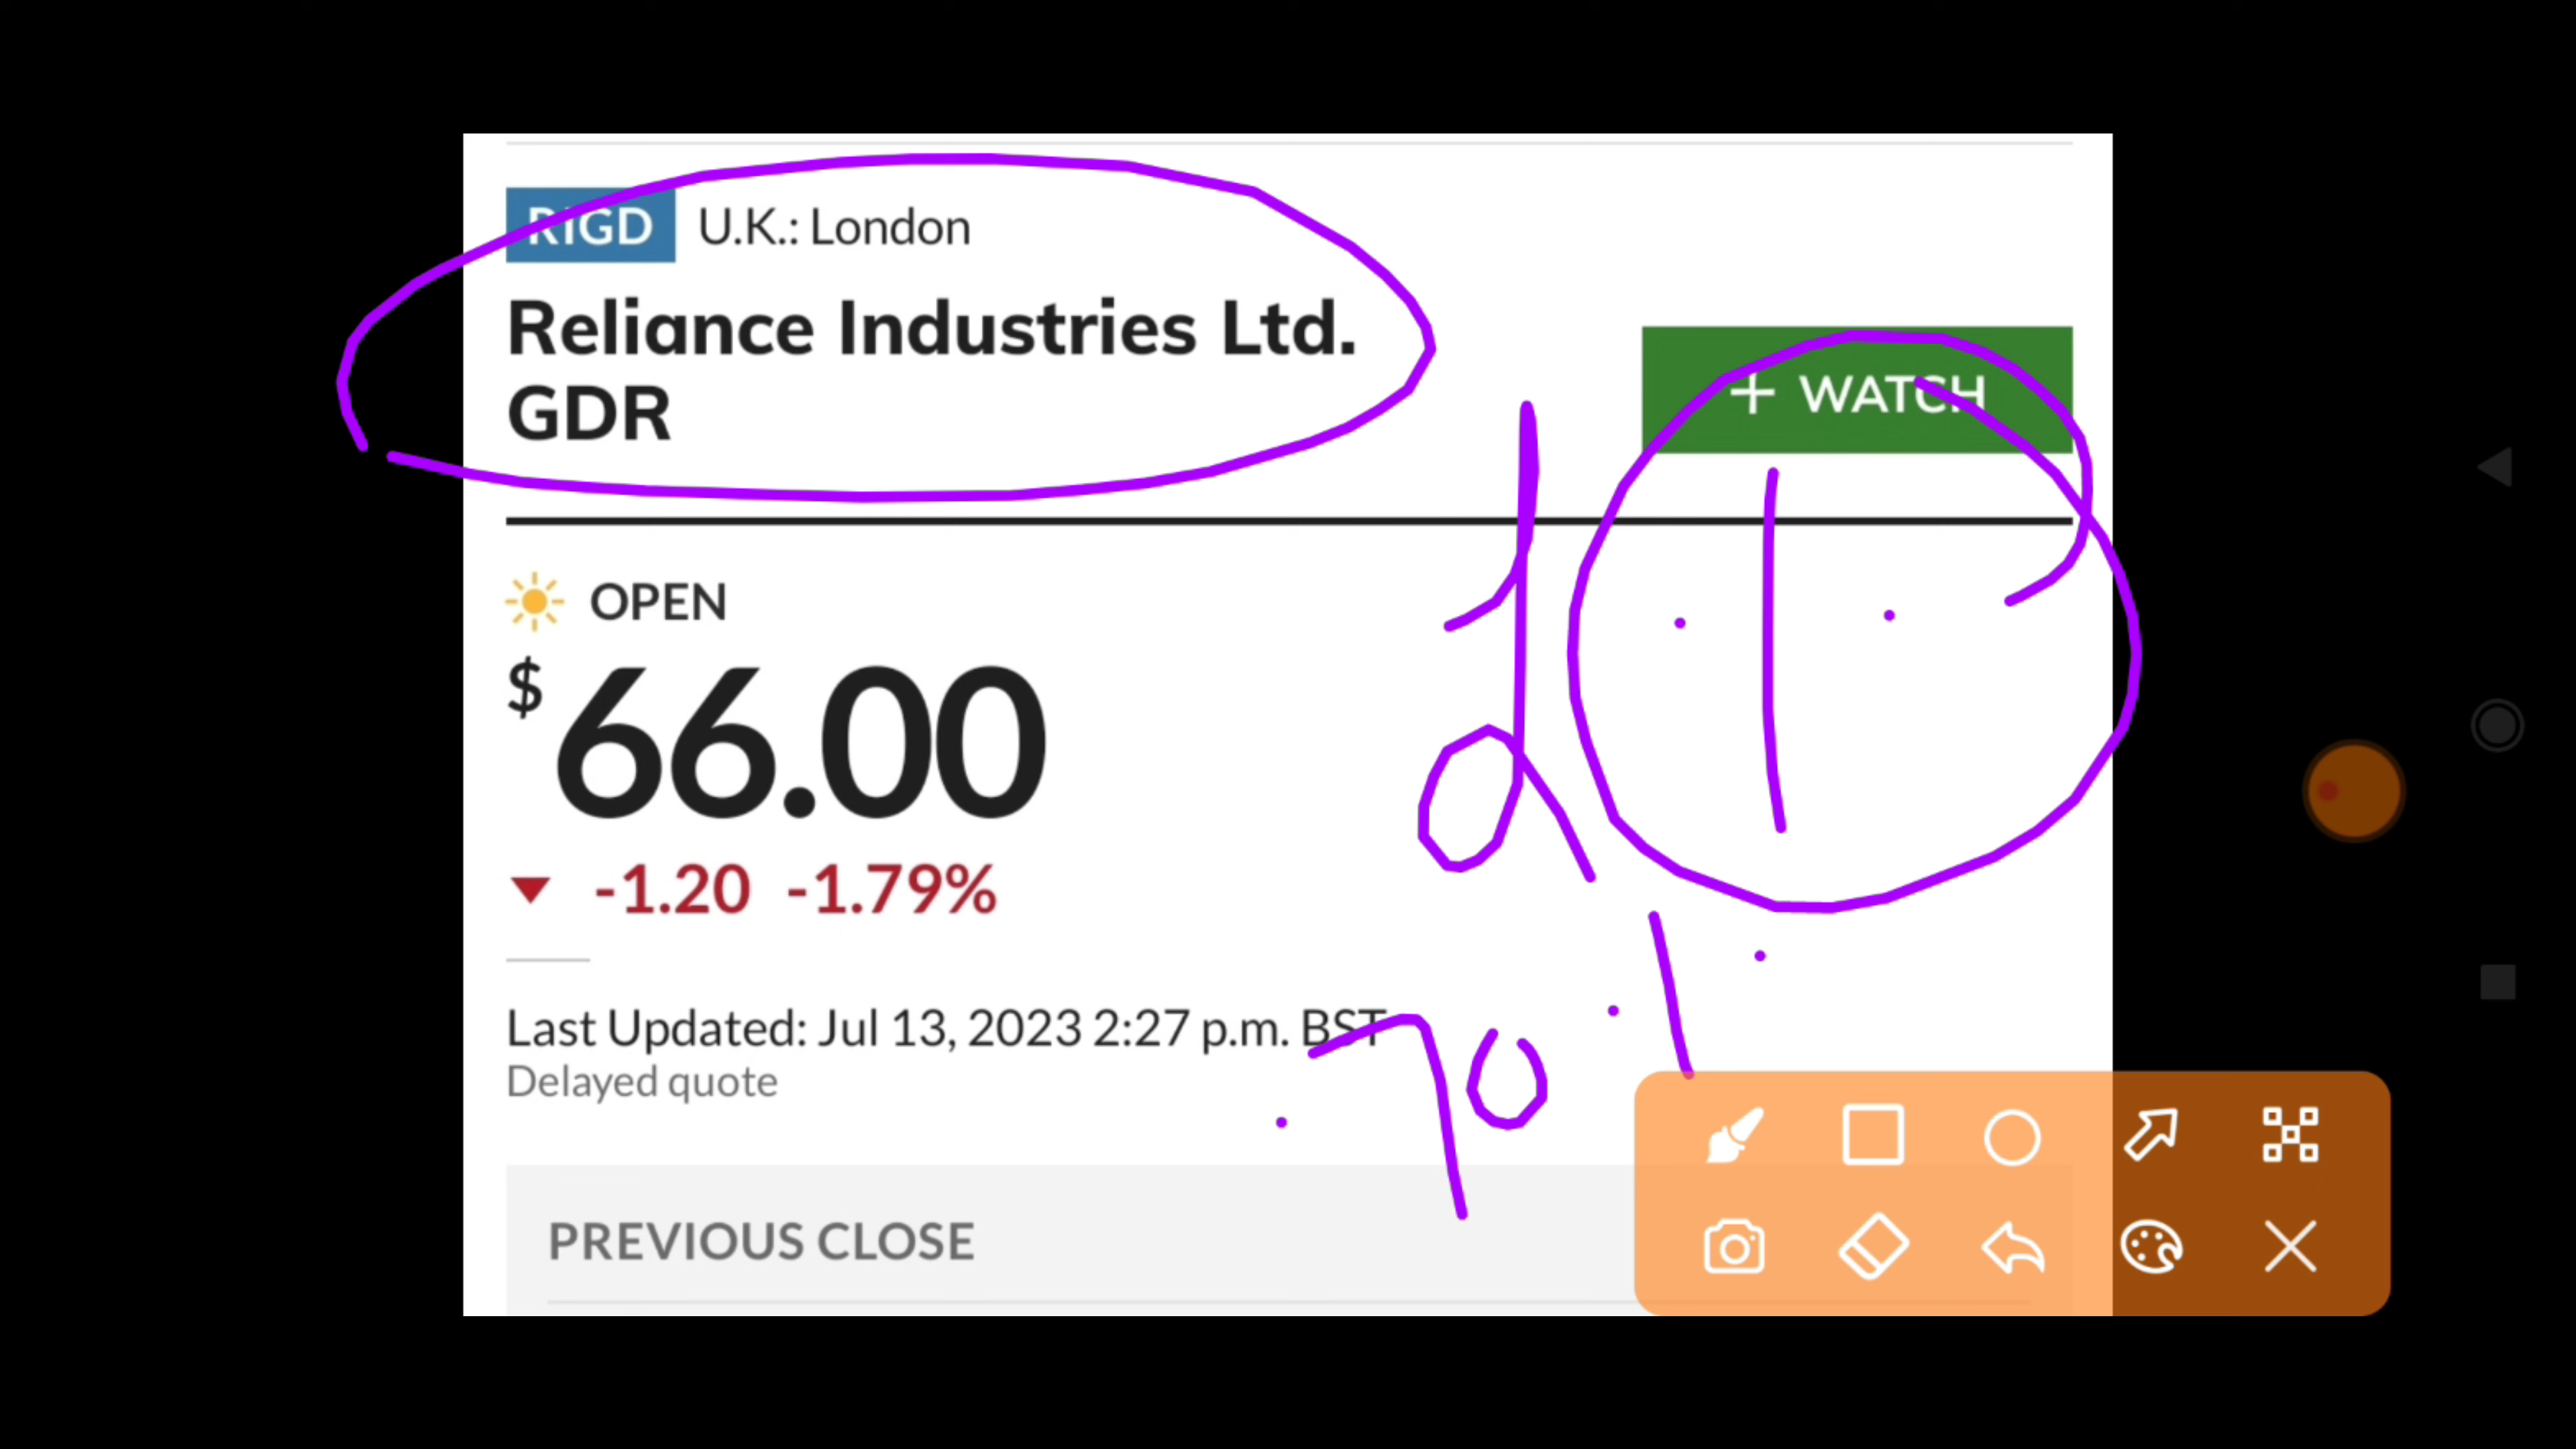 RIGD U.K.: London
Reliance Industries Ltd.
GDR
+ WATCH
OPEN
$66.00
-1.20 -1.79%
Last Updated: Jul 13, 2023 2:27 p.m. BST
Delayed quote
PREVIOUS CLOSE